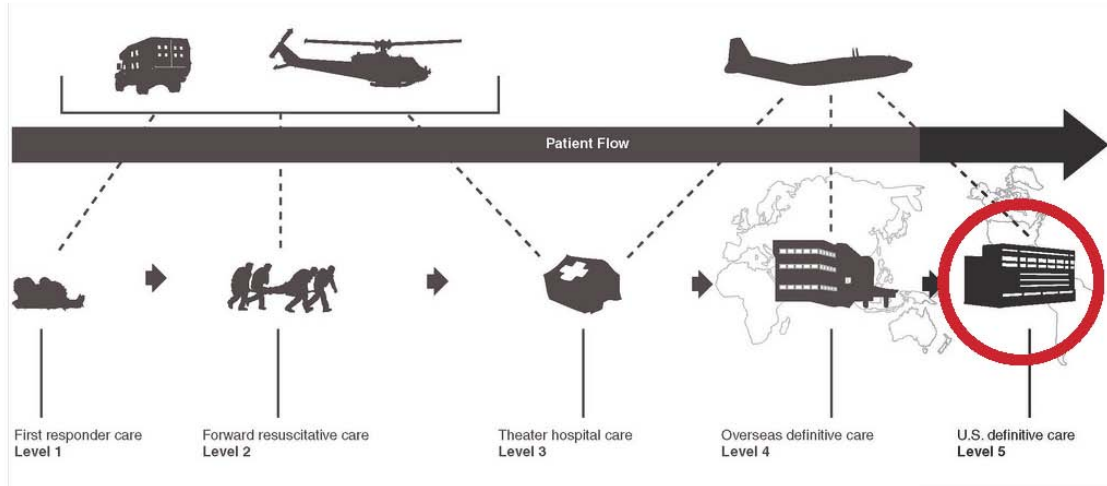 Patient Flow
First responder care
Level 1
Forward resuscitative care
Level 2
Theater hospital care
Level 3
Overseas definitive care
Level 4
U.S. definitive care
Level 5